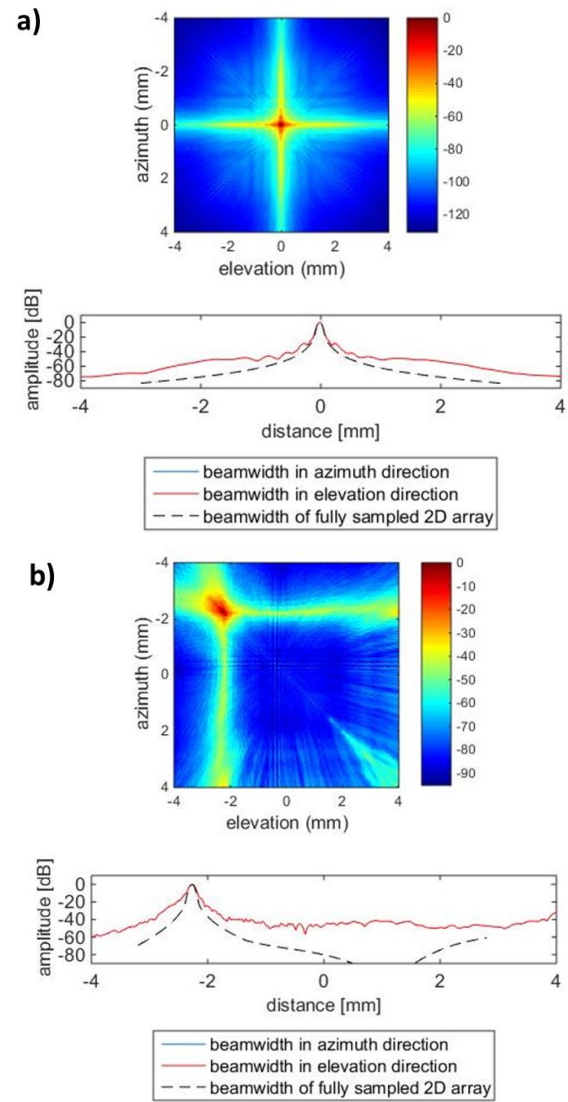 a)
-4
-2
0
2
4
azimuth (mm)
-4 -2 0 2 4
elevation (mm)
0
-20
-40
-60
-80
-100
-120
0
-20
-40
-60
-80
amplitude [dB]
-4 -2 0 2 4
distance [mm]
beamwidth in azimuth direction
beamwidth in elevation direction
beamwidth of fully sampled 2D array
b)
-4
-2
0
2
4
azimuth (mm)
-4 -2 0 2 4
elevation (mm)
0
-10
-20
-30
-40
-50
-60
-70
-80
-90
0
-20
-40
-60
-80
amplitude [dB]
-4 -2 0 2 4
distance [mm]
beamwidth in azimuth direction
beamwidth in elevation direction
beamwidth of fully sampled 2D array